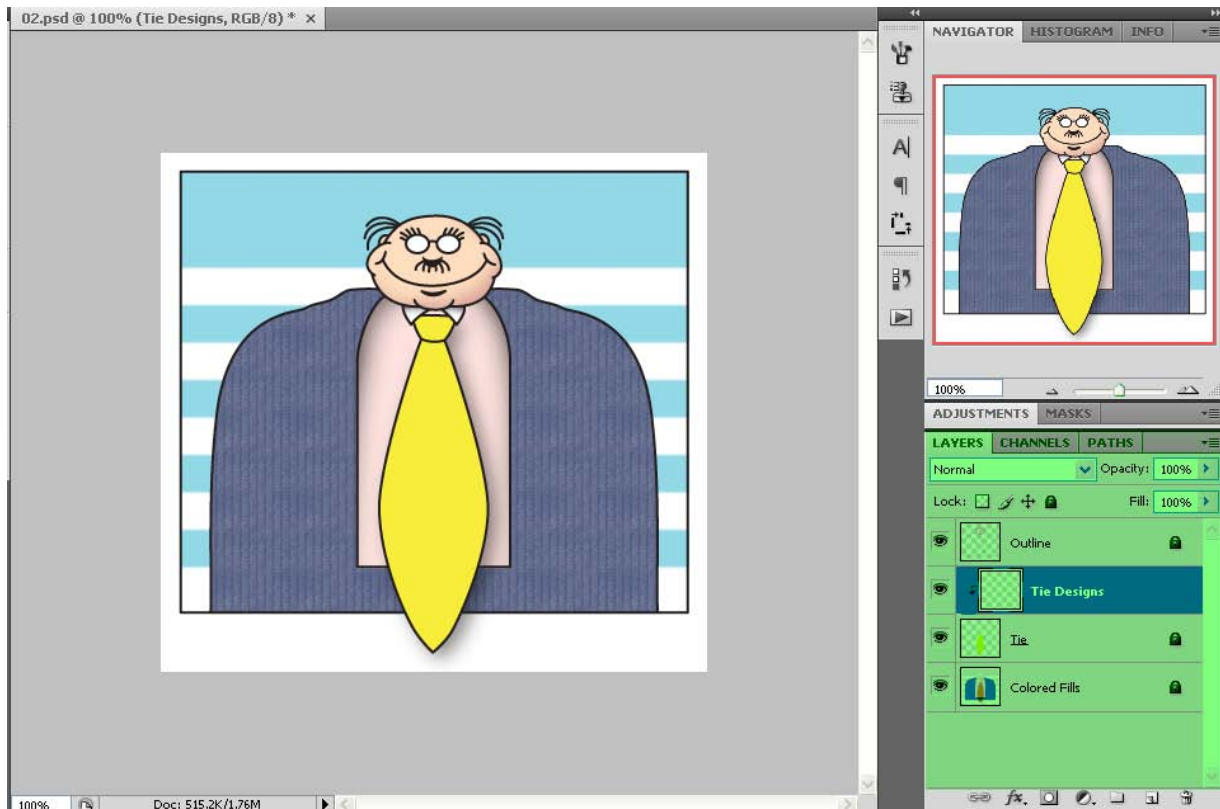 02.psd @ 100% (Tie Designs, RGB/8) * ×
NAVIGATOR HISTOGRAM INFO
100%
ADJUSTMENTS MASKS
LAYERS CHANNELS PATHS
Normal Opacity: 100%
Lock: Fill: 100%
Outline
Tie Designs
Tie
Colored Fills
fx.
100% Doc: 515.2K/1.76M